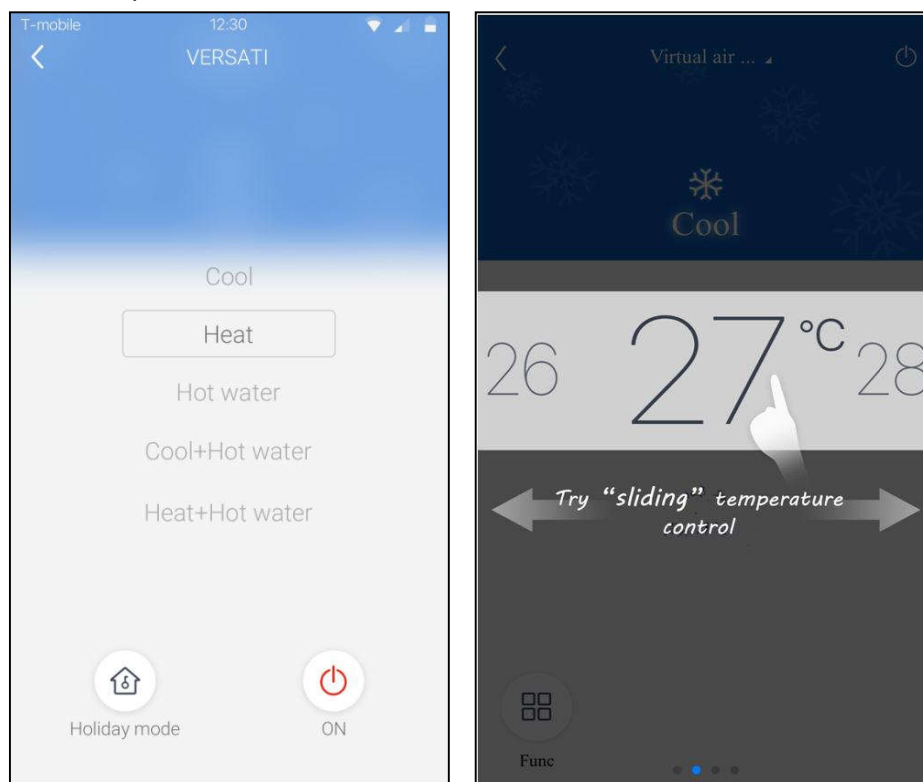 T-mobile 12:30
VERSATI
Cool
Heat
Hot water
Cool+Hot water
Heat+Hot water
Holiday mode ON
Virtual air ...
Cool
26 27 °C 28
Try “sliding” temperature
control
Func